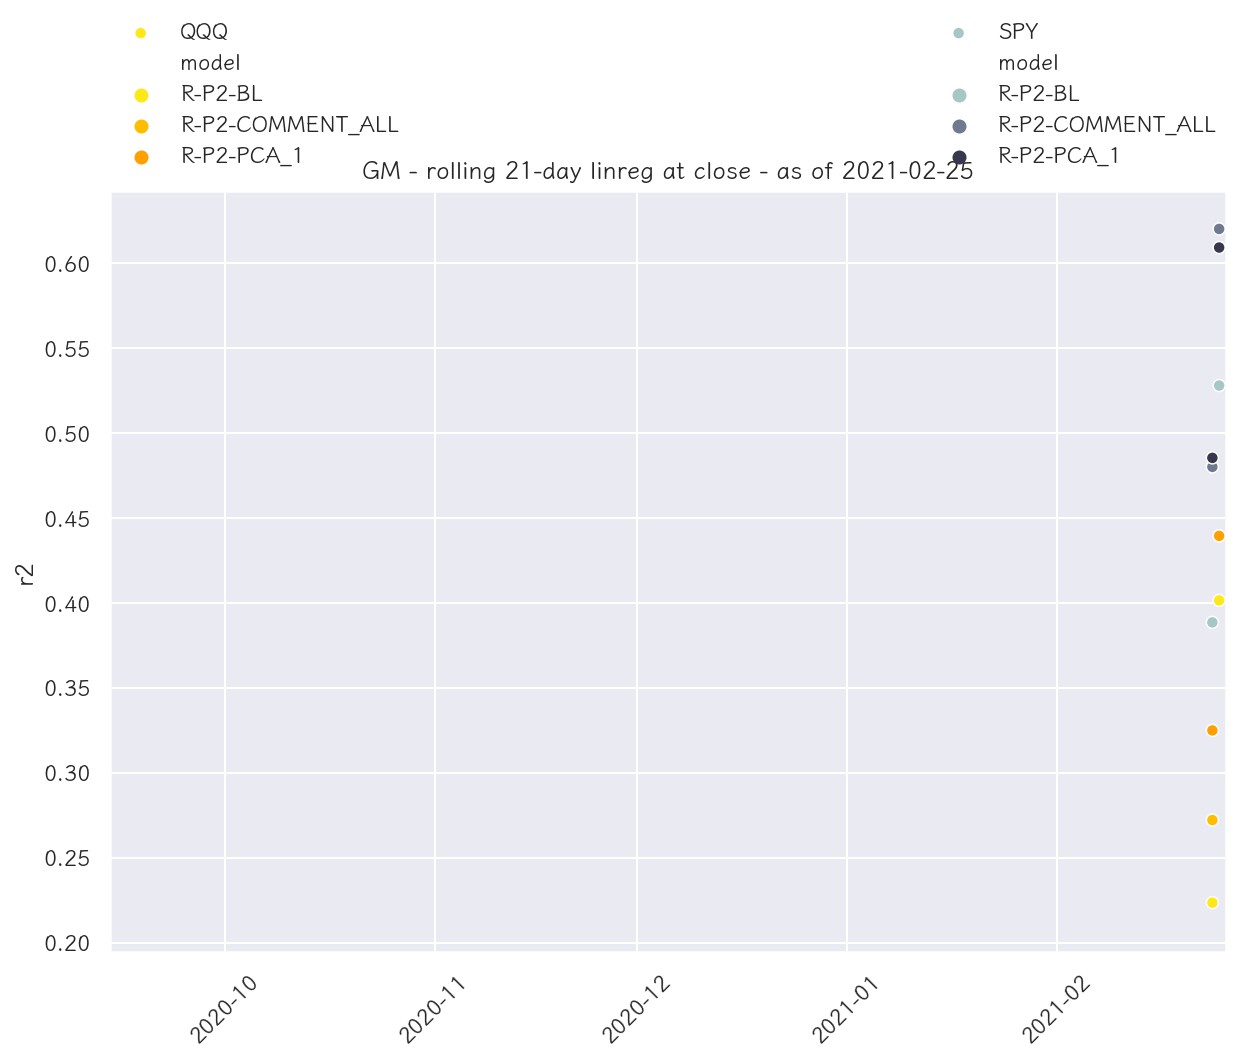 QQQ
model
R-P2-BL
R-P2-COMMENT_ALL
R-P2-PCA_1
SPY
model
R-P2-BL
R-P2-COMMENT_ALL
R-P2-PCA_1
GM - rolling 21-day linreg at close - as of 2021-02-25
0.60
0.55
0.50
0.45
0.40
0.35
0.30
0.25
0.20
r2
2020-10
2020-11
2020-12
2021-01
2021-02